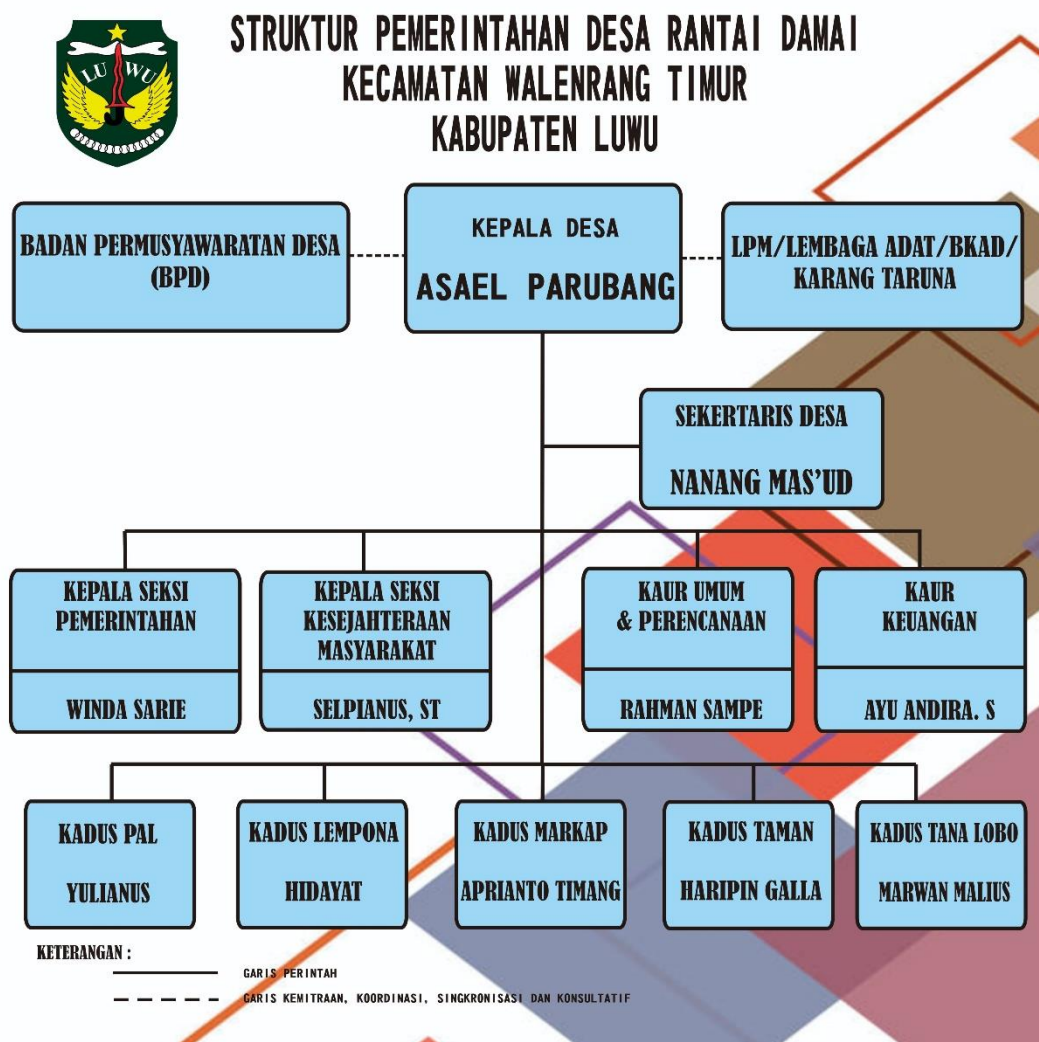 STRUKTUR PEMERINTAHAN DESA RANTAI DAMAI
KECAMATAN WALENRANG TIMUR
KABUPATEN LUWU
LUWU
BADAN PERMUSYAWARATAN DESA
(BPD)
KEPALA DESA
ASAEL PARUBANG
LPM/LEMBAGA ADAT/BKAD/
KARANG TARUNA
SEKERTARIS DESA
NANANG MAS'UD
KEPALA SEKSI
PEMERINTAHAN
WINDA SARIE
KEPALA SEKSI
KESEJAHTERAAN
MASYARAKAT
SELPIANUS, ST
KAUR UMUM
& PERENCANAAN
RAHMAN SAMPE
KAUR
KEUANGAN
AYU ANDIRA. S
KADUS PAL
YULIANUS
KADUS LEMPONA
HIDAYAT
KADUS MARKAP
APRIANTO TIMANG
KADUS TAMAN
HARIPIN GALLA
KADUS TANA LOBO
MARWAN MALIUS
KETERANGAN :
GARIS PERINTAH
GARIS KEMITRAAN, KOORDINASI, SINGKRONISASI DAN KONSULTATIF